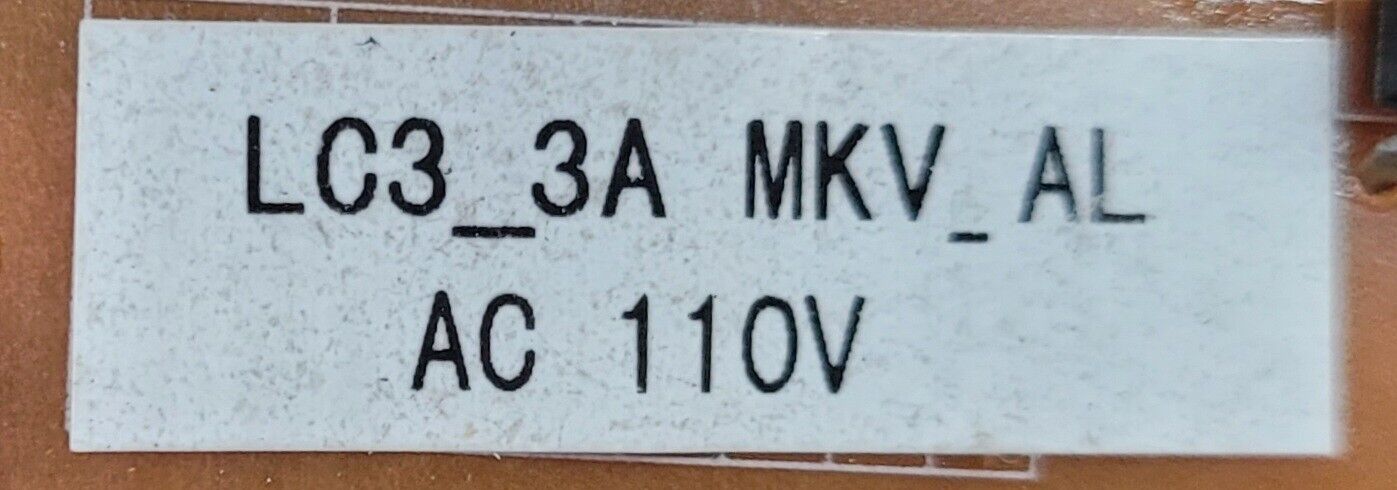 LC3_3A MKV_AL
AC 110V